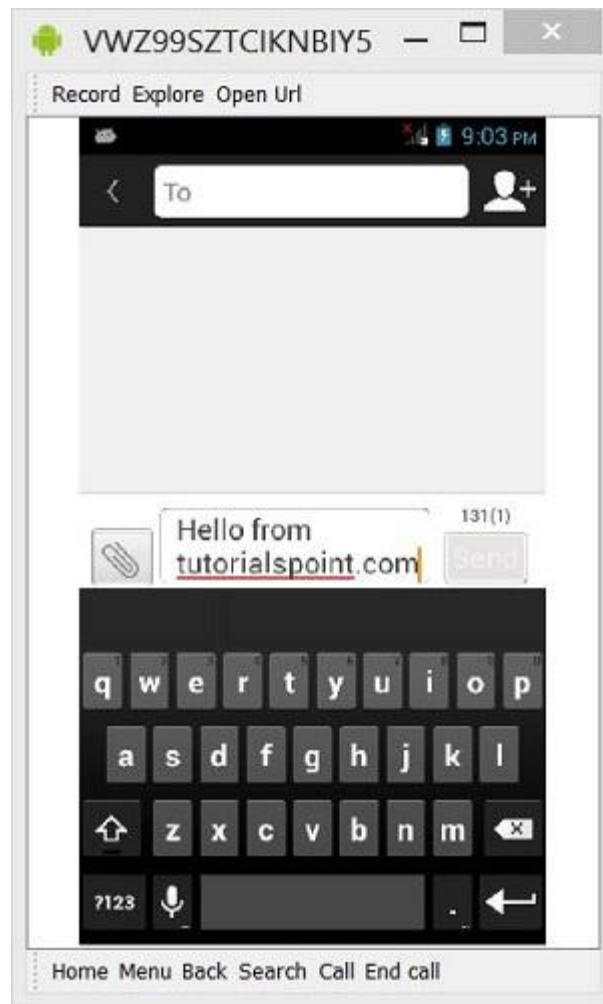 VWZ99SZTCIKNBIY5
Record Explore Open Url
9:03 PM
To
131(1)
Hello from
tutorialspoint.com
Send
q w e r t y u i o p
a s d f g h j k l
z x c v b n m
?123 .
Home Menu Back Search Call End call